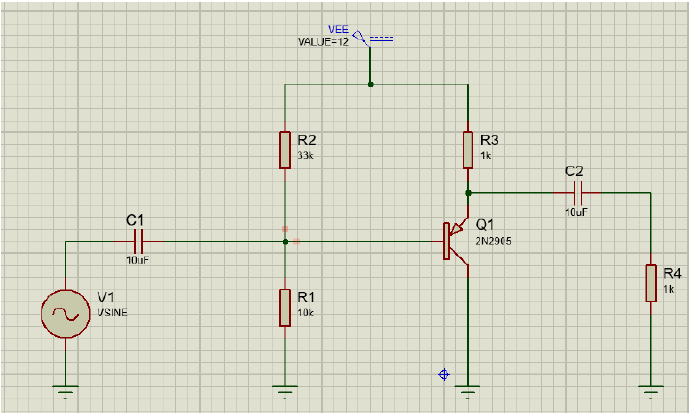 VEE
VALUE=12
R2
33k
R3
1k
C2
10uF
C1
10uF
Q1
2N2905
V1
VSINE
R1
10k
R4
1k